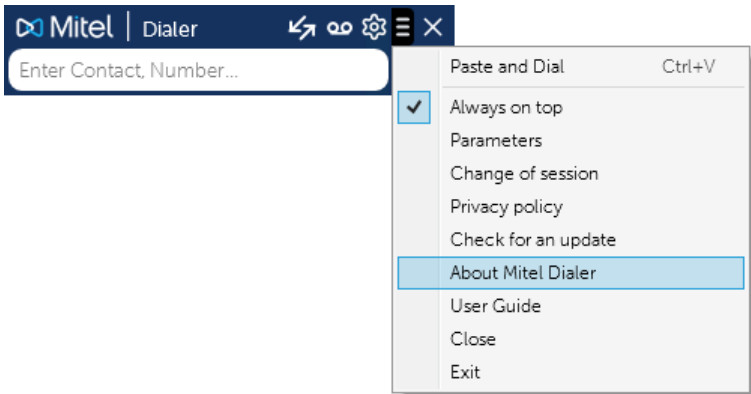 Mitel | Dialer
Enter Contact, Number...
Paste and Dial Ctrl+V
Always on top
Parameters
Change of session
Privacy policy
Check for an update
About Mitel Dialer
User Guide
Close
Exit